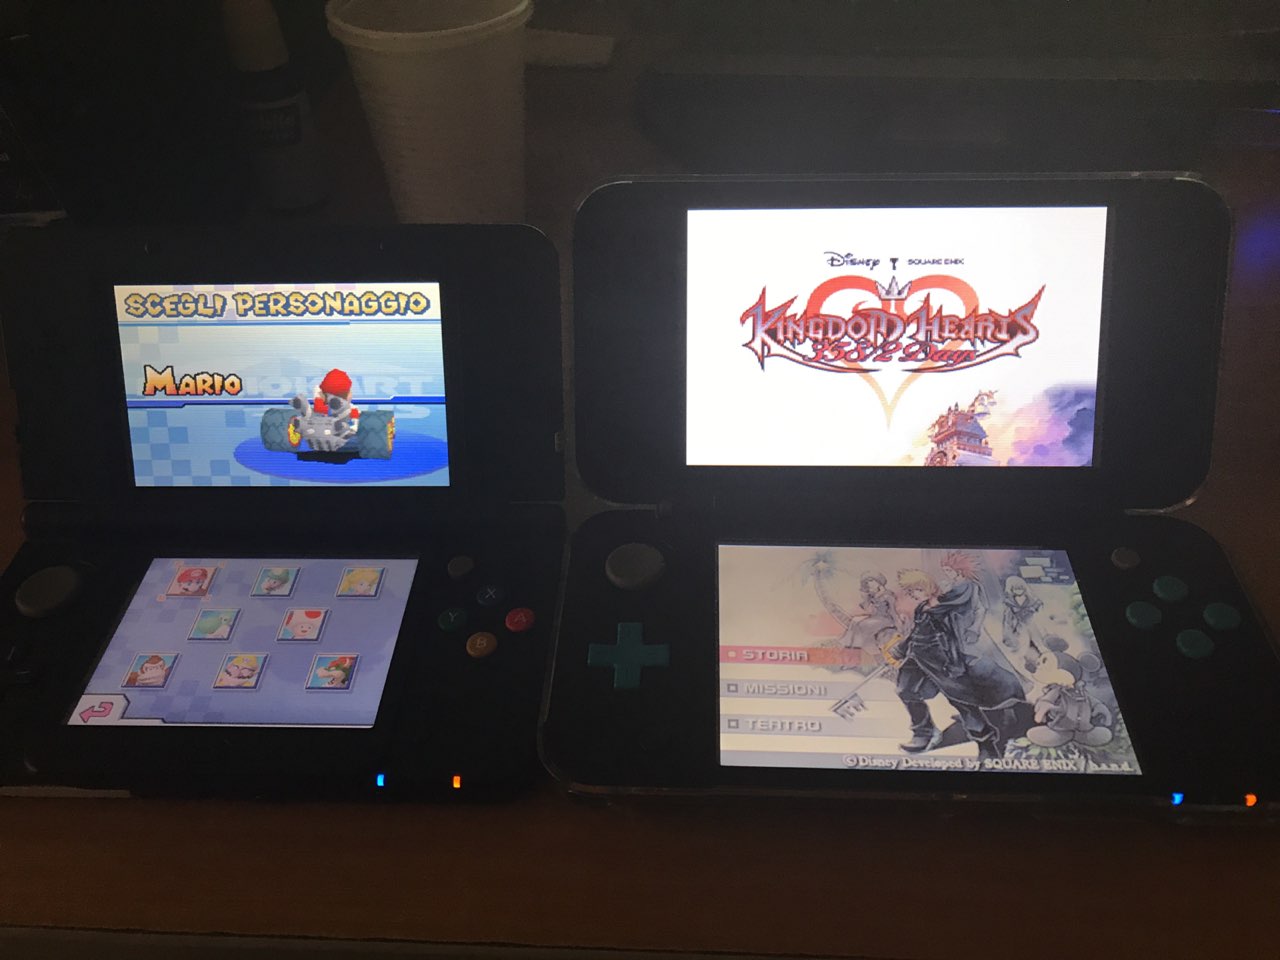 SCEGLI PERSONAGGIO
MARIO
Disney SQUARE ENIX
KINGDOM HEARTS
358/2 Days
STORIA
MISSIONI
TEATRO
©Disney Developed by SQUARE ENIX / h.a.n.d.
X
Y
A
B